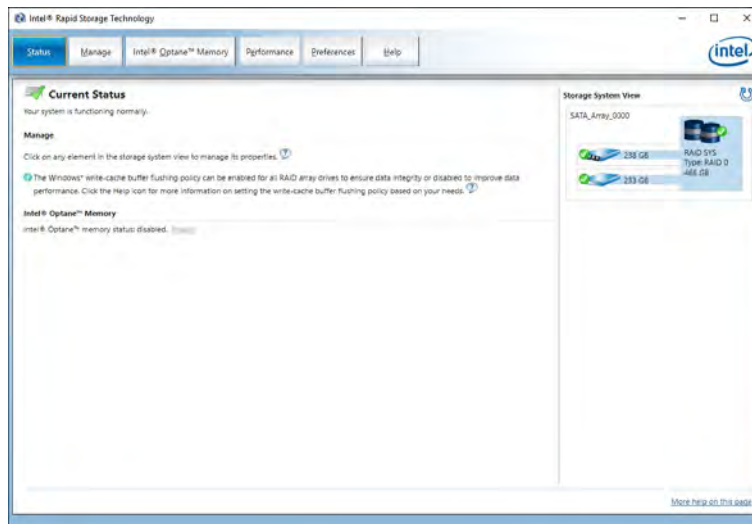 Intel® Rapid Storage Technology
Status
Manage
Intel® Optane™ Memory
Performance
Preferences
Help
intel.
Current Status
Your system is functioning normally.
Manage
Click on any element in the storage system view to manage its properties.
The Windows* write-cache buffer flushing policy can be enabled for all RAID array drives to ensure data integrity or disabled to improve data
performance. Click the Help icon for more information on setting the write-cache buffer flushing policy based on your needs.
Intel® Optane™ Memory
Intel® Optane™ memory status: disabled.
Storage System View
SATA_Array_0000
238 GB
RAID SYS
Type: RAID 0
466 GB
More help on this page